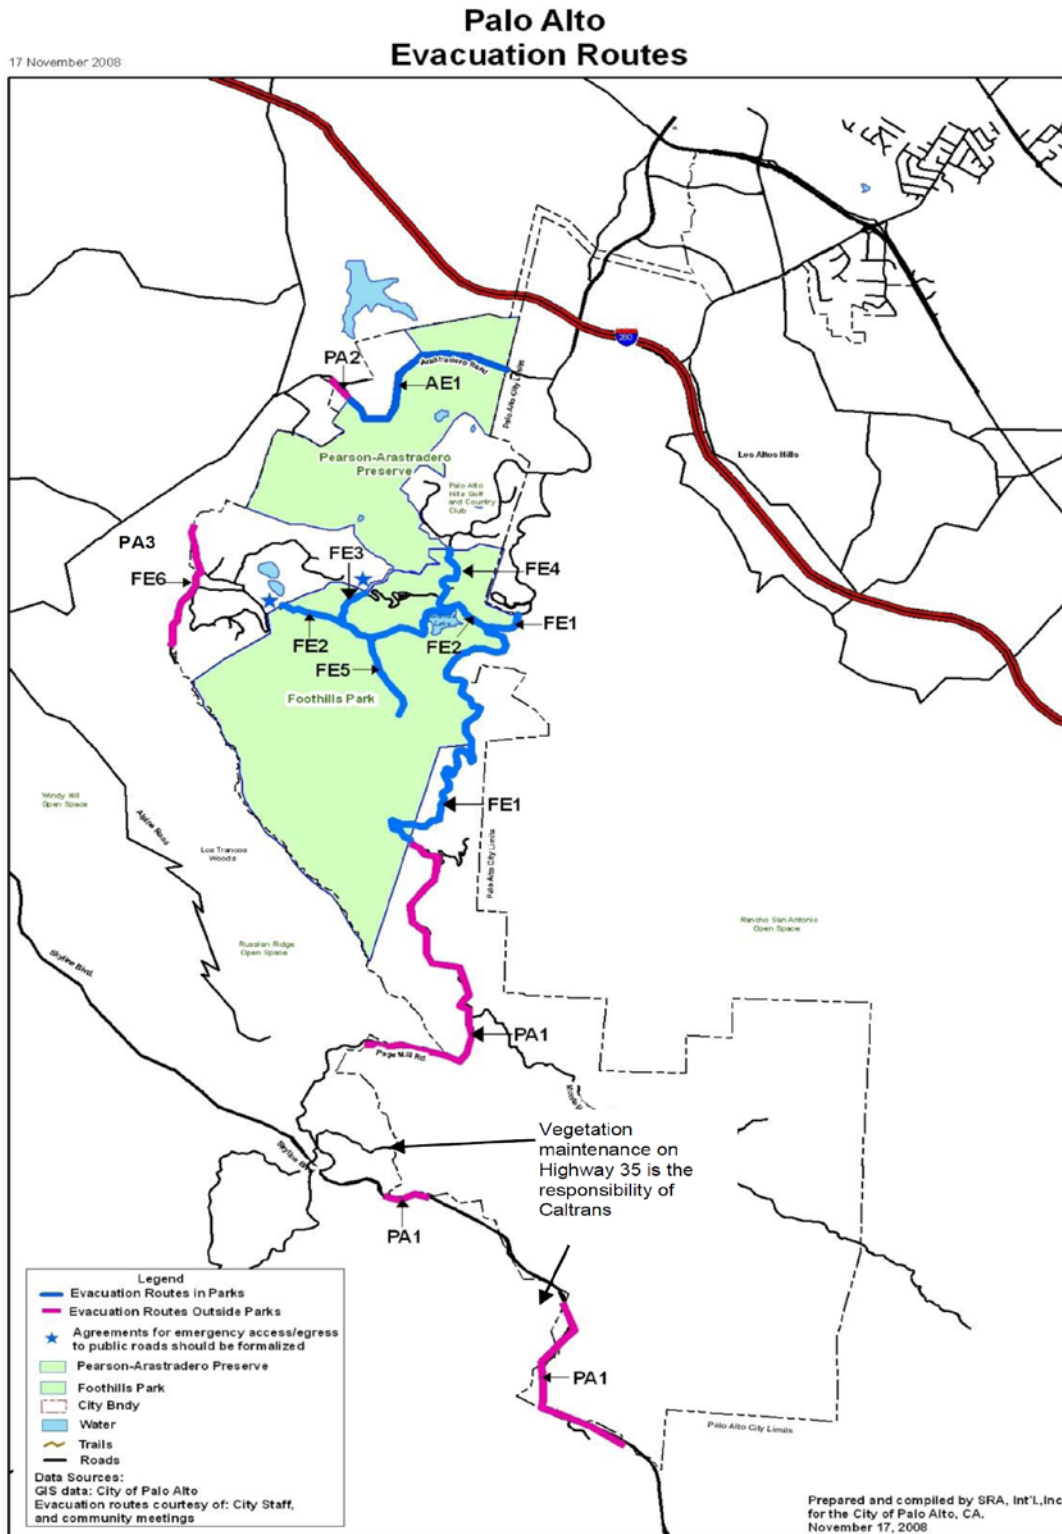 Palo Alto
Evacuation Routes
17 November 2008
280
PA2
Arastradero Road
AE1
Palo Alto City Limits
Los Altos Hills
Pearson-Arastradero
Preserve
Palo Alto
Hills Golf
and Country
Club
PA3
FE3
FE6
FE4
FE2
FE2
FE1
FE5
Foothills Park
Windy Hill
Open Space
Alpine Road
Los Trancos
Woods
FE1
Palo Alto City Limits
Rancho San Antonio
Open Space
Russian Ridge
Open Space
Skyline Blvd.
PA1
Page Mill Rd.
Vegetation
maintenance on
Highway 35 is the
responsibility of
Caltrans
PA1
PA1
Palo Alto City Limits
Legend
Evacuation Routes in Parks
Evacuation Routes Outside Parks
Agreements for emergency access/egress
to public roads should be formalized
Pearson-Arastradero Preserve
Foothills Park
City Bndy
Water
Trails
Roads
Data Sources:
GIS data: City of Palo Alto
Evacuation routes courtesy of: City Staff,
and community meetings
Prepared and compiled by SRA, Int'l.,Inc
for the City of Palo Alto, CA.
November 17, 2008